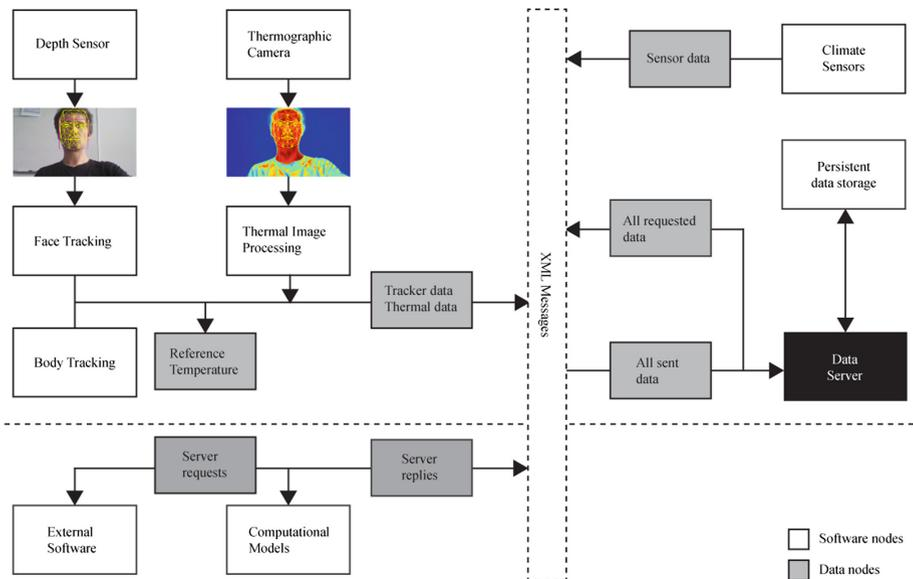 Depth Sensor
Thermographic
Camera
Sensor data
Climate
Sensors
Persistent
data storage
Face Tracking
Thermal Image
Processing
All requested
data
XML Messages
Tracker data
Thermal data
Body Tracking
Reference
Temperature
All sent
data
Data
Server
Server
requests
Server
replies
External
Software
Computational
Models
Software nodes
Data nodes